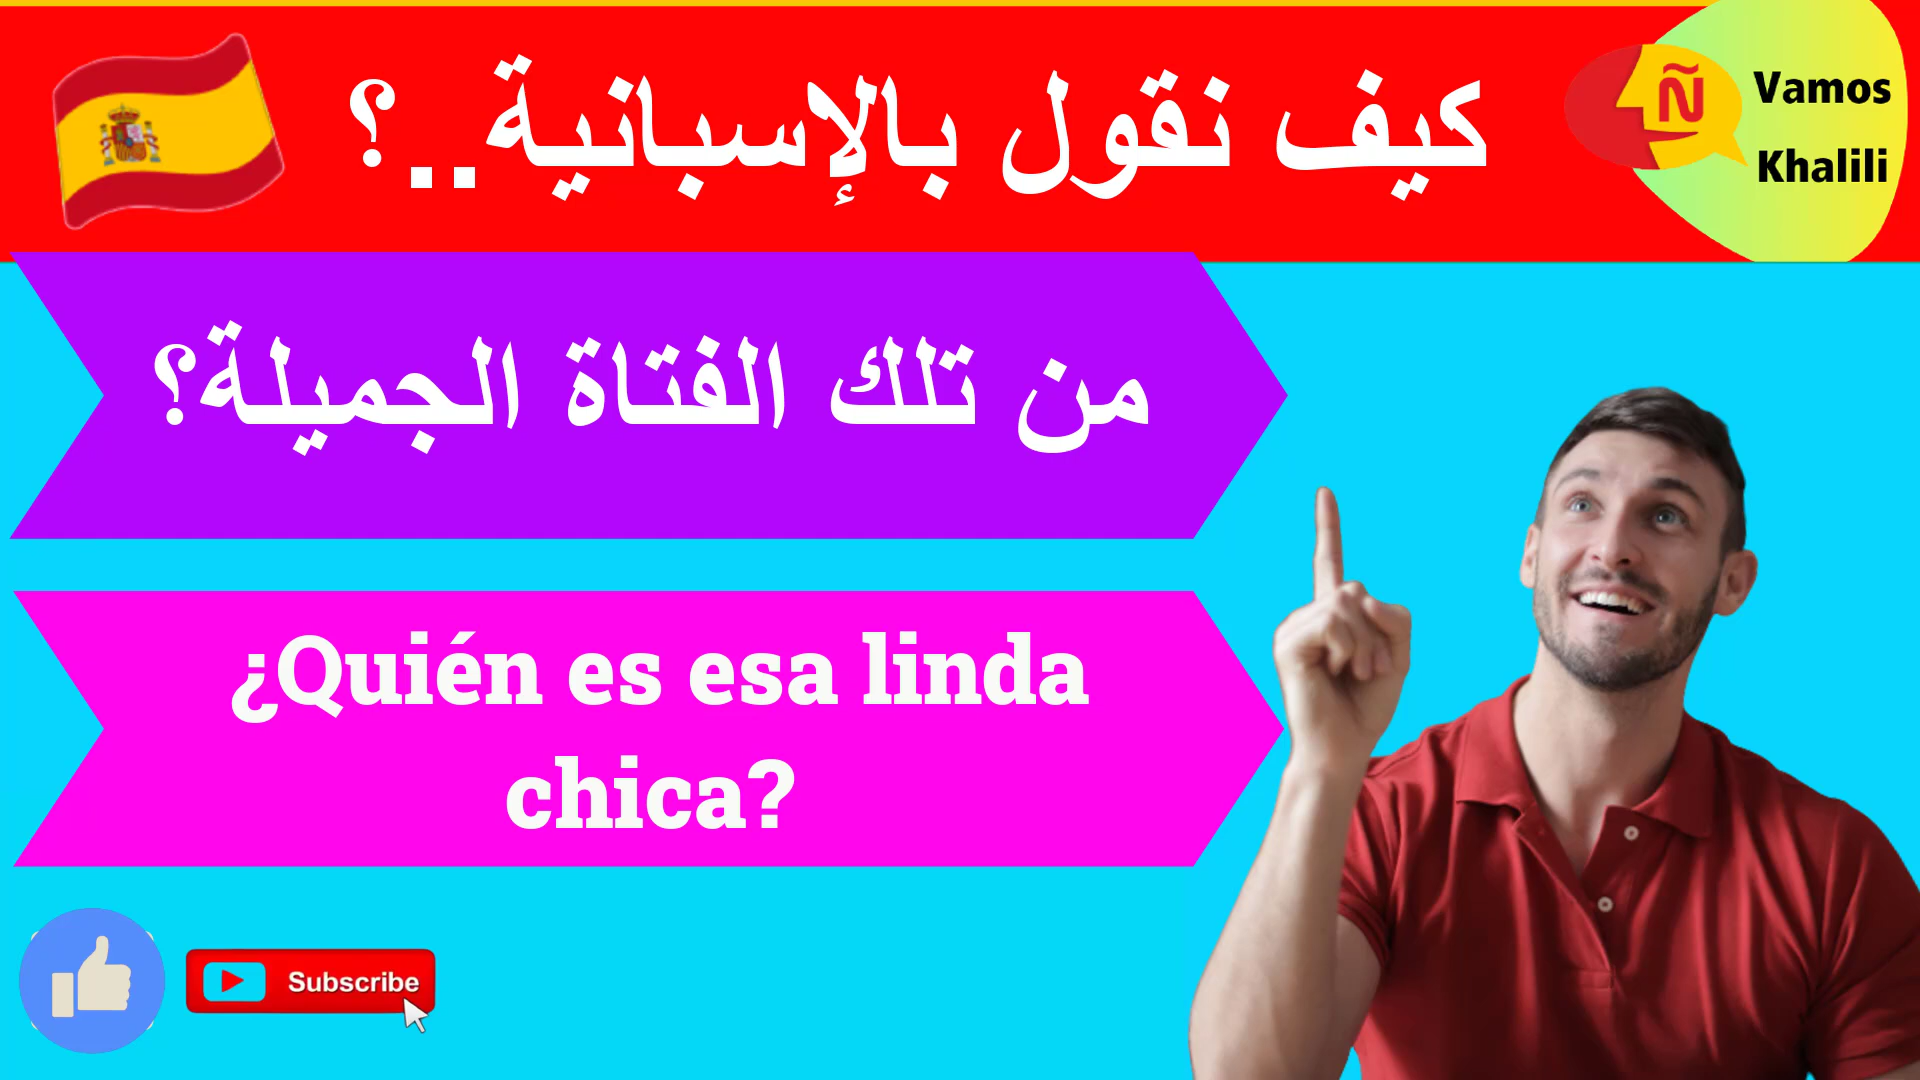 كيف نقول بالإسبانية..؟
Ñ
Vamos
Khalili
من تلك الفتاة الجميلة؟
¿Quién es esa linda
chica?
Subscribe